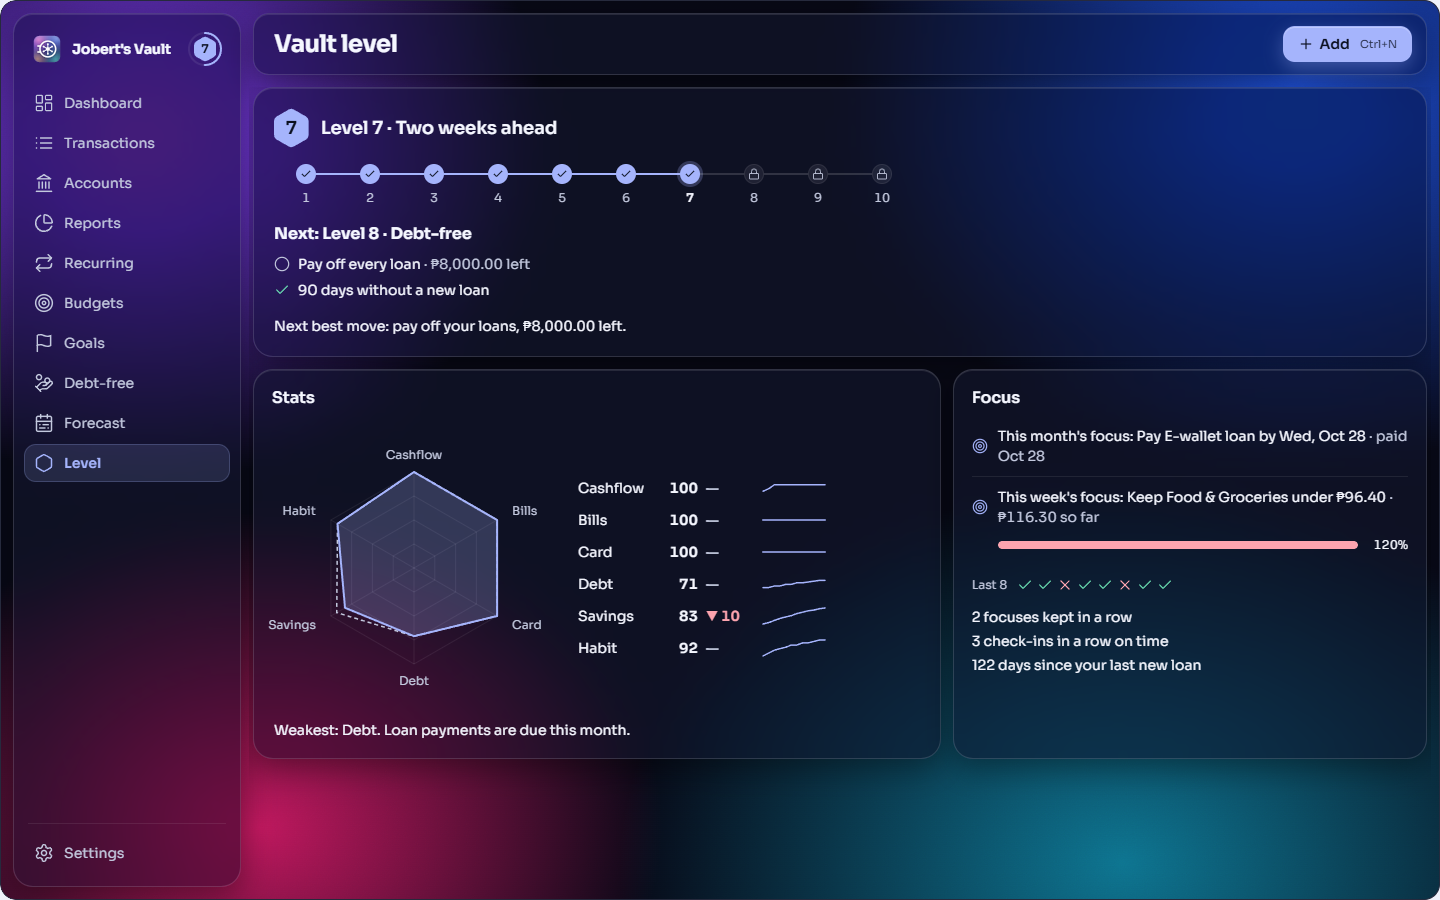 Jobert's Vault 7
Dashboard
Transactions
Accounts
Reports
Recurring
Budgets
Goals
Debt-free
Forecast
Level
Settings
Vault level
+ Add Ctrl+N
7 Level 7 · Two weeks ahead
1 2 3 4 5 6 7 8 9 10
Next: Level 8 · Debt-free
Pay off every loan · ₱8,000.00 left
90 days without a new loan
Next best move: pay off your loans, ₱8,000.00 left.
Stats
Cashflow
Habit
Bills
Savings
Card
Debt
Cashflow 100 —
Bills 100 —
Card 100 —
Debt 71 —
Savings 83 ▼10
Habit 92 —
Weakest: Debt. Loan payments are due this month.
Focus
This month's focus: Pay E-wallet loan by Wed, Oct 28 · paid
Oct 28
This week's focus: Keep Food & Groceries under ₱96.40 ·
₱116.30 so far
120%
Last 8
2 focuses kept in a row
3 check-ins in a row on time
122 days since your last new loan